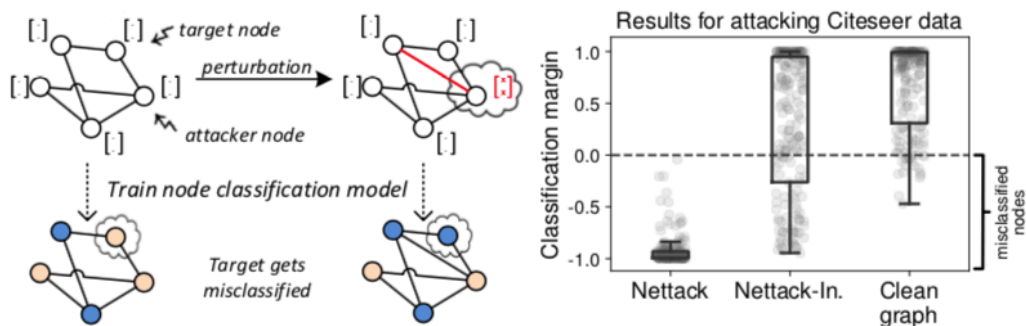 target node
perturbation
attacker node
Train node classification model
Target gets
misclassified
Results for attacking Citeseer data
Classification margin
1.0
0.5
0.0
-0.5
-1.0
misclassified
nodes
Nettack
Nettack-In.
Clean
graph